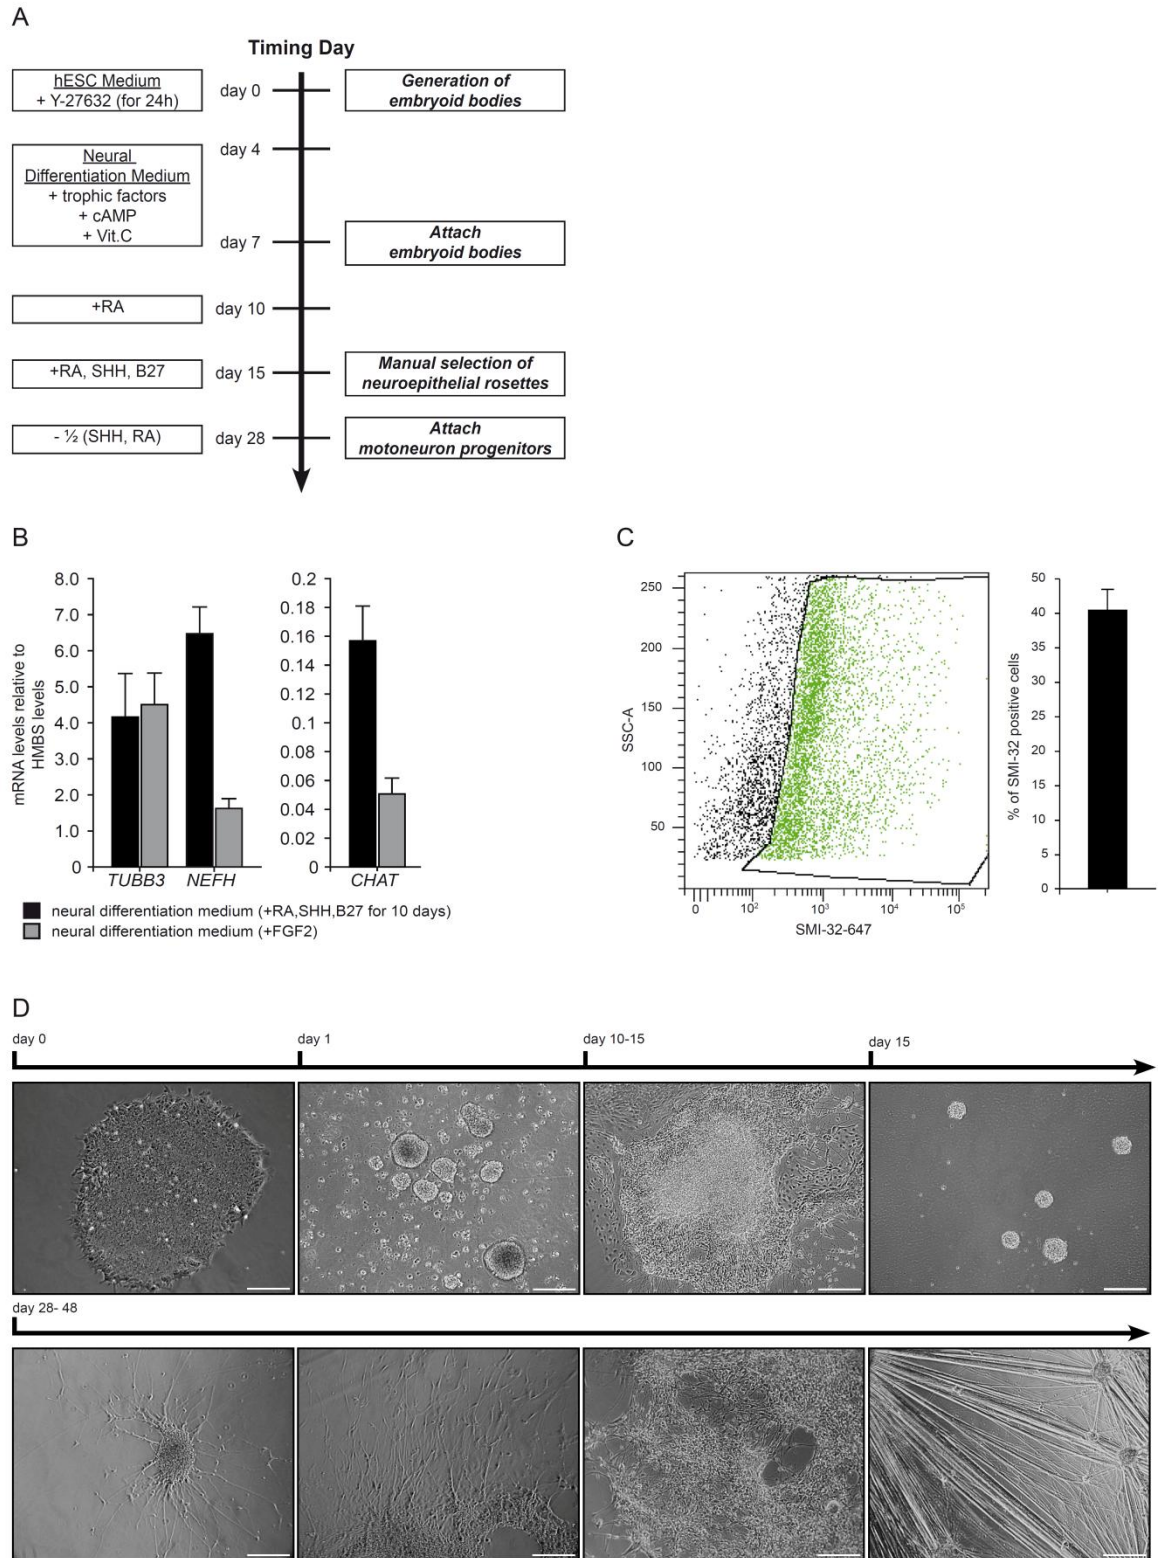 A
Timing Day
hESC Medium
+ Y-27632 (for 24h)
day 0
Generation of
embryoid bodies
day 4
Neural
Differentiation Medium
+ trophic factors
+ cAMP
+ Vit.C
day 7
Attach
embryoid bodies
+RA
day 10
+RA, SHH, B27
day 15
Manual selection of
neuroepithelial rosettes
- ½ (SHH, RA)
day 28
Attach
motoneuron progenitors
B
mRNA levels relative to
HMBS levels
8.0
7.0
6.0
5.0
4.0
3.0
2.0
1.0
0
TUBB3 NEFH
0.2
0.18
0.16
0.14
0.12
0.1
0.08
0.06
0.04
0.02
0
CHAT
neural differentiation medium (+RA,SHH,B27 for 10 days)
neural differentiation medium (+FGF2)
C
SSC-A
250
200
150
100
50
0 10² 10³ 10⁴ 10⁵
SMI-32-647
% of SMI-32 positive cells
50
45
40
35
30
25
20
15
10
5
0
D
day 0 day 1 day 10-15 day 15
day 28- 48